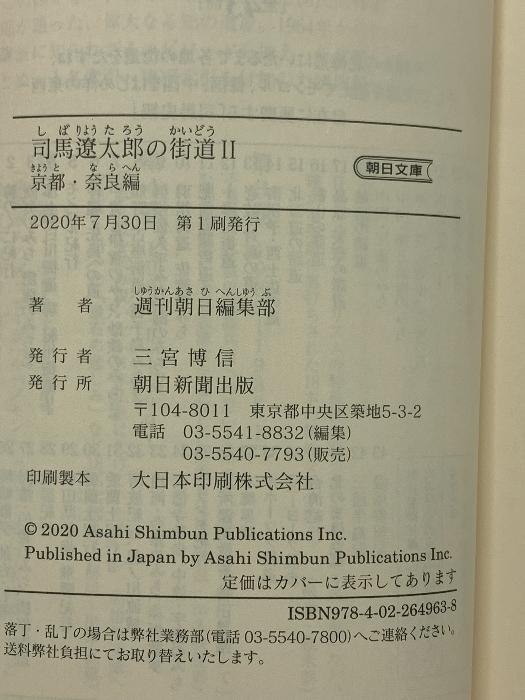 しばりょうたろう　かいどう
司馬遼太郎の街道II
きょうと　ならへん
京都・奈良編
朝日文庫
2020年7月30日　第1刷発行
しゅうかんあさひへんしゅうぶ
著　者　週刊朝日編集部
発行者　三宮博信
発行所　朝日新聞出版
〒104-8011　東京都中央区築地5-3-2
電話　03-5541-8832(編集)
03-5540-7793(販売)
印刷製本　大日本印刷株式会社
© 2020 Asahi Shimbun Publications Inc.
Published in Japan by Asahi Shimbun Publications Inc.
定価はカバーに表示してあります
ISBN978-4-02-264963-8
落丁・乱丁の場合は弊社業務部(電話 03-5540-7800)へご連絡ください。
送料弊社負担にてお取り替えいたします。